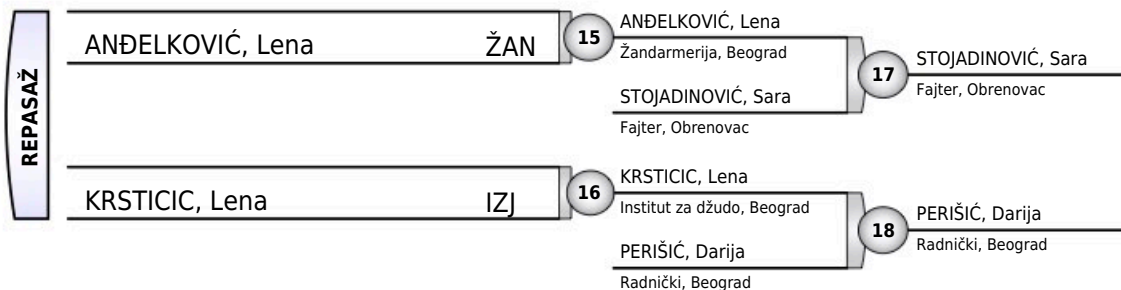 REPASAŽ
ANĐELKOVIĆ, Lena ŽAN
15
ANĐELKOVIĆ, Lena
Žandarmerija, Beograd
STOJADINOVIĆ, Sara
Fajter, Obrenovac
17
STOJADINOVIĆ, Sara
Fajter, Obrenovac
KRSTICIC, Lena IZJ
16
KRSTICIC, Lena
Institut za džudo, Beograd
PERIŠIĆ, Darija
Radnički, Beograd
18
PERIŠIĆ, Darija
Radnički, Beograd